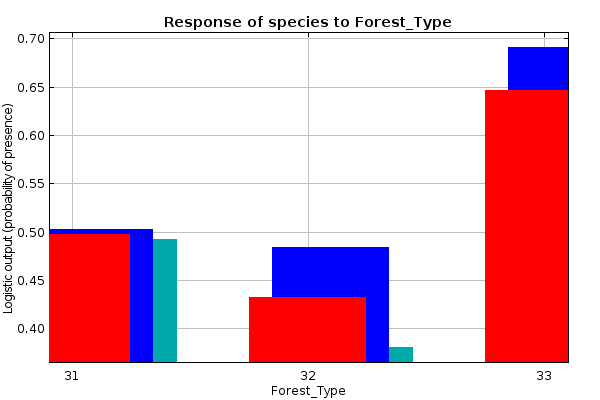 Response of species to Forest_Type
Logistic output (probability of presence)
0.70
0.65
0.60
0.55
0.50
0.45
0.40
31 32 33
Forest_Type